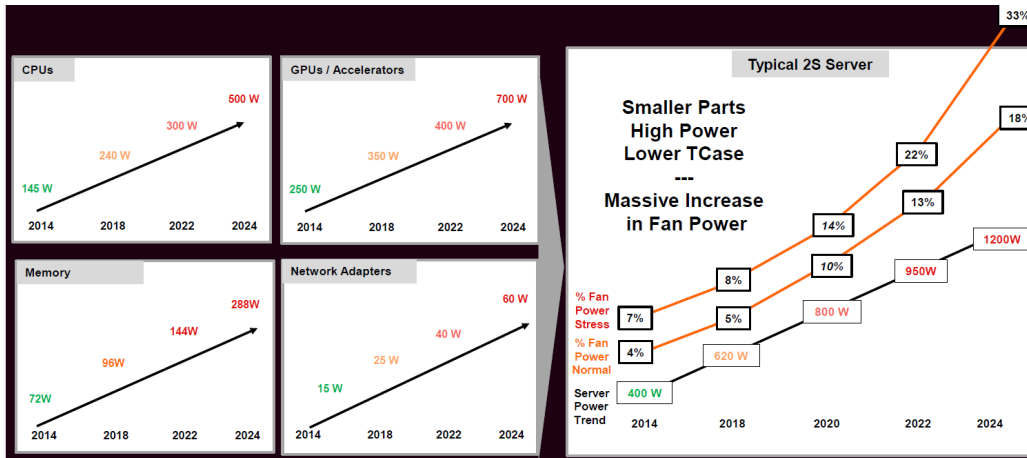 CPUs
500 W
300 W
240 W
145 W
2014 2018 2022 2024
GPUs / Accelerators
700 W
400 W
350 W
250 W
2014 2018 2022 2024
Memory
288W
144W
96W
72W
2014 2018 2022 2024
Network Adapters
60 W
40 W
25 W
15 W
2014 2018 2022 2024
Typical 2S Server
Smaller Parts
High Power
Lower TCase
---
Massive Increase
in Fan Power
% Fan
Power
Stress
7%
8%
14%
22%
33%
% Fan
Power
Normal
4%
5%
10%
13%
18%
Server
Power
Trend
400 W
620 W
800 W
950W
1200W
2014 2018 2020 2022 2024